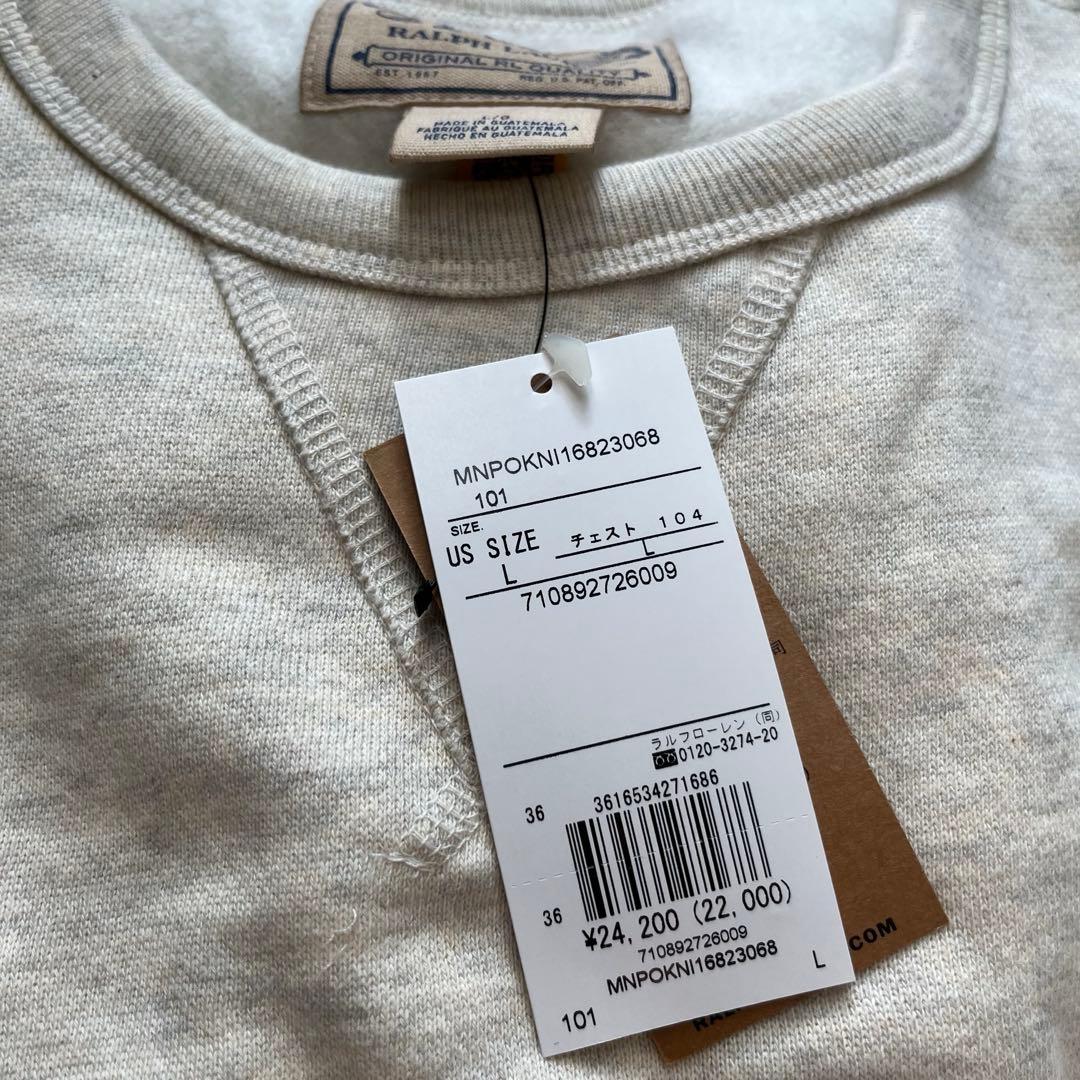 RALPH
ORIGINAL RL QUALITY
EST 1967
REG. U.S. PAT. OFF.
MADE IN GUATEMALA
FABRIQUE AU GUATEMALA
HECHO EN GUATEMALA
MNPOKNI16823068
101
SIZE.
US SIZE チェスト 104
L L
710892726009
ラルフローレン(同)
0120-3274-20
36 3616534271686
36
¥24,200 (22,000)
710892726009
MNPOKNI16823068
101 L
同
COM